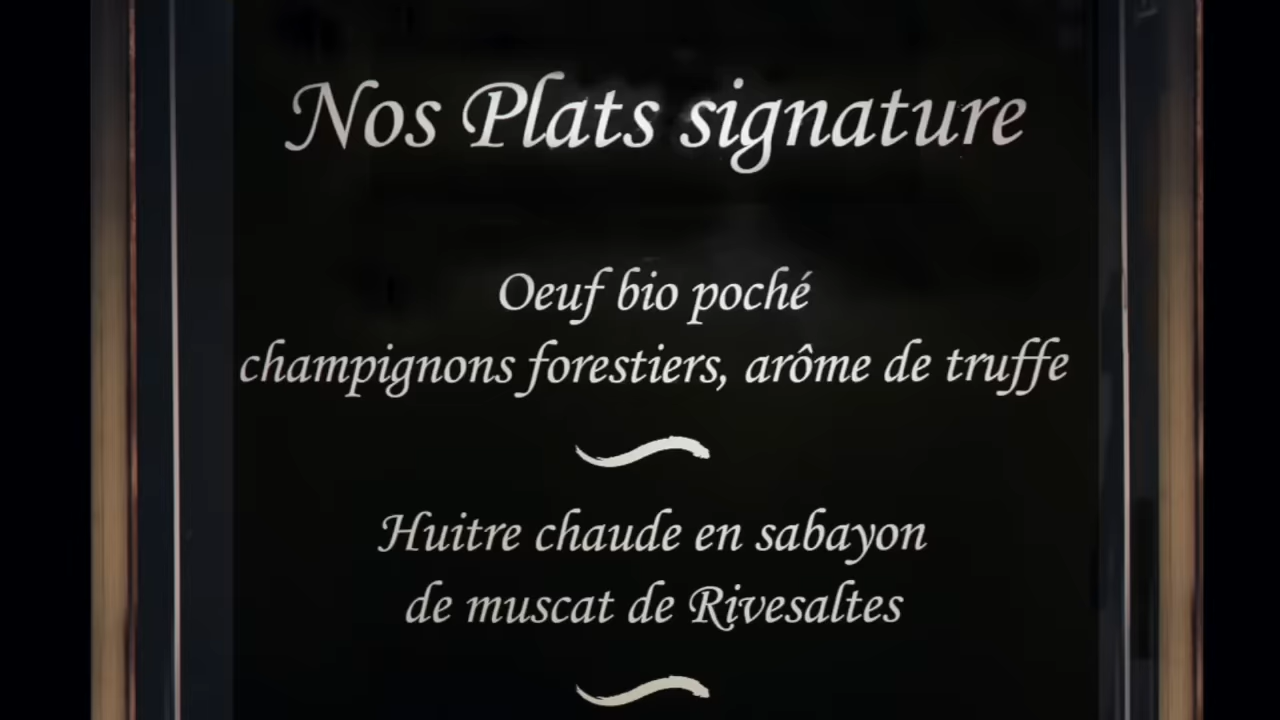 Nos Plats signature
Oeuf bio poché
champignons forestiers, arôme de truffe
Huitre chaude en sabayon
de muscat de Rivesaltes